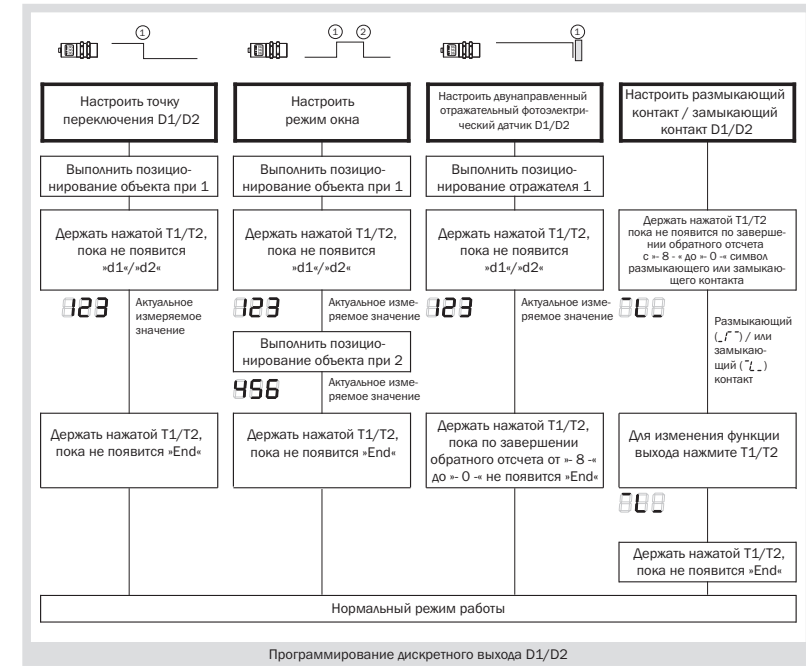 1
1 2
1
Настроить точку
переключения D1/D2
Выполнить позицио-
нирование объекта при 1
Держать нажатой T1/T2,
пока не появится
»d1«/»d2«
123
Актуальное
измеряемое
значение
Держать нажатой T1/T2,
пока не появится »End«
Настроить
режим окна
Выполнить позицио-
нирование объекта при 1
Держать нажатой T1/T2,
пока не появится
»d1«/»d2«
123
Актуальное изме-
ряемое значение
Выполнить позицио-
нирование объекта при 2
456
Актуальное изме-
ряемое значение
Держать нажатой T1/T2,
пока не появится »End«
Настроить двунаправленный
отражательный фотоэлектри-
ческий датчик D1/D2
Выполнить позицио-
нирование отражателя 1
Держать нажатой T1/T2,
пока не появится
»d1«/»d2«
123
Актуальное изме-
ряемое значение
Держать нажатой T1/T2,
пока по завершении
обратного отсчета от »- 8 -«
до »- 0 -« не появится »End«
Настроить размыкающий
контакт / замыкающий
контакт D1/D2
Держать нажатой T1/T2
пока не появится по заверше-
нии обратного отсчета
с »- 8 - « до »- 0 -« символ
размыкающего или замыкаю-
щего контакта
Размыкающий
(_/¯) / или
замыкаю-
щий (¯L_)
контакт
Для изменения функции
выхода нажмите T1/T2
Держать нажатой T1/T2,
пока не появится »End«
Нормальный режим работы
Программирование дискретного выхода D1/D2